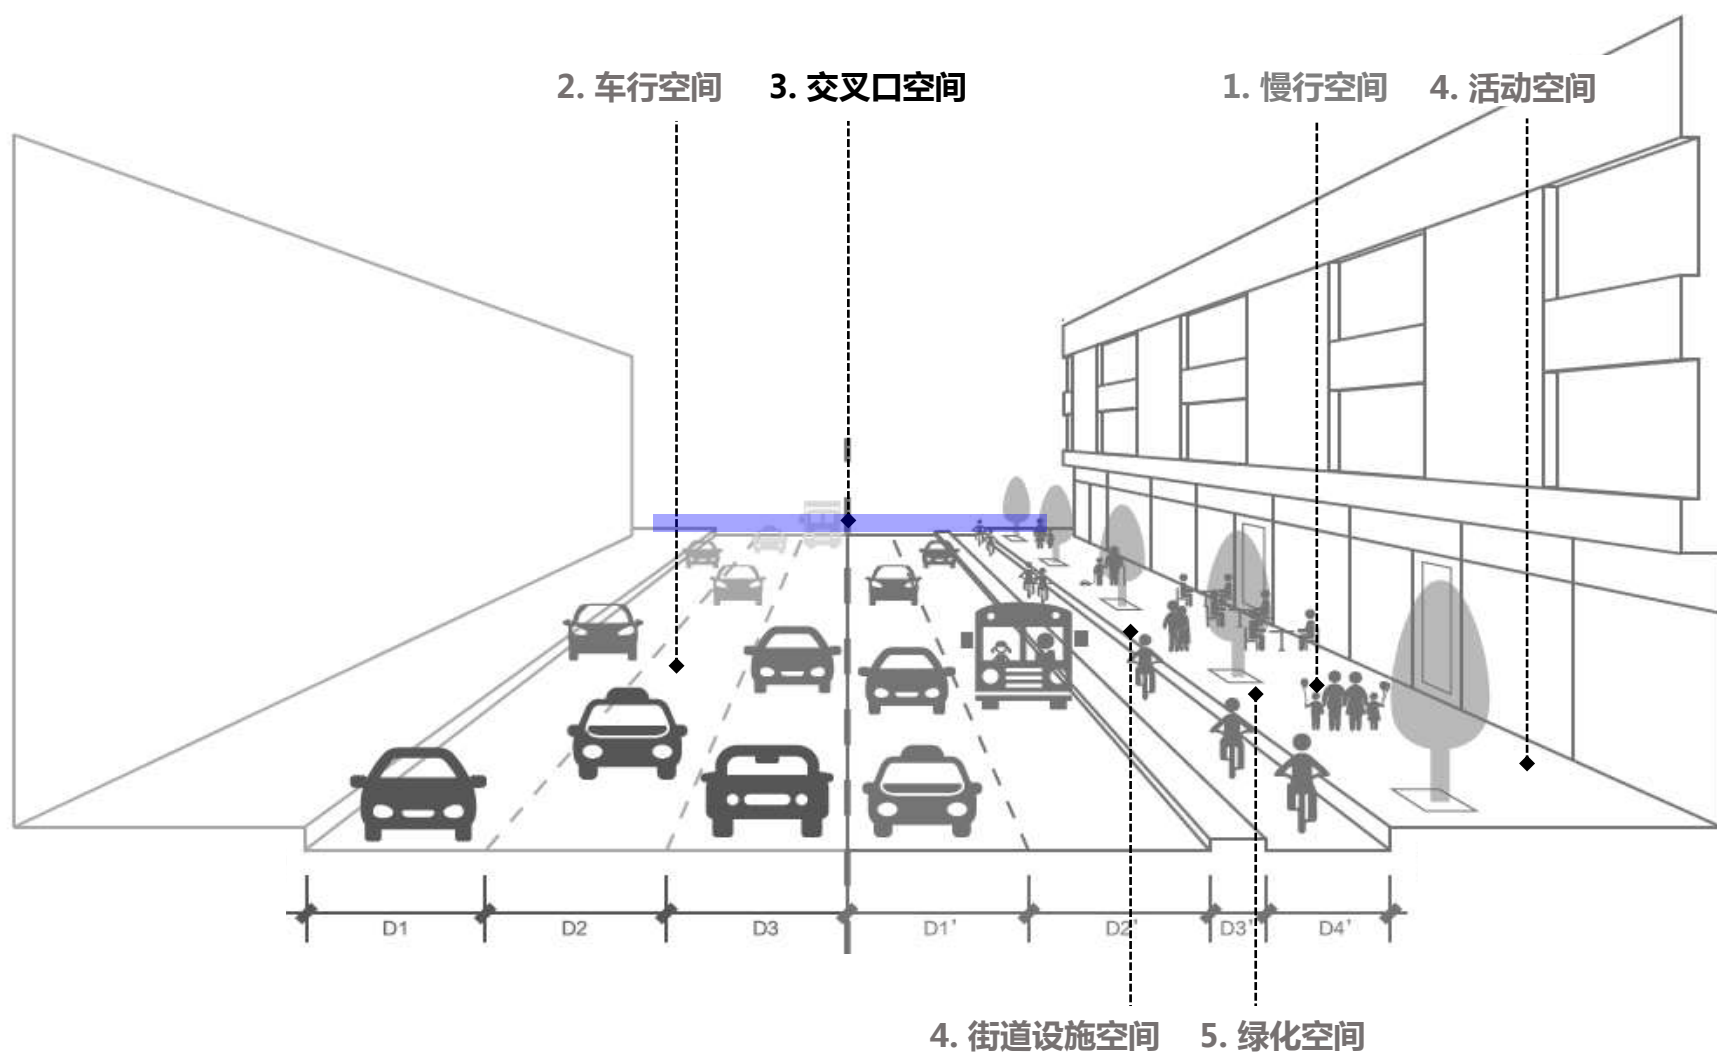 2. 车行空间
3. 交叉口空间
1. 慢行空间
4. 活动空间
D1
D2
D3
D1’
D2’
D3’
D4’
4. 街道设施空间
5. 绿化空间